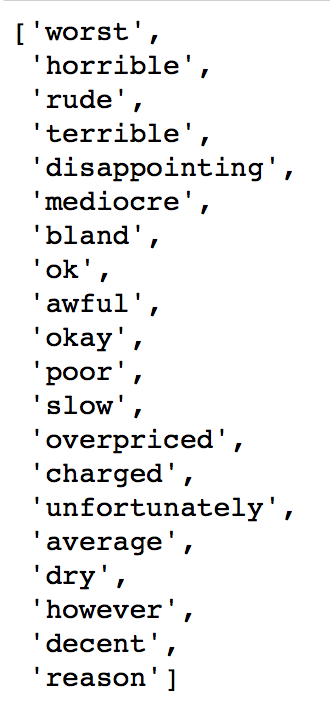 ['worst',
'horrible',
'rude',
'terrible',
'disappointing',
'mediocre',
'bland',
'ok',
'awful',
'okay',
'poor',
'slow',
'overpriced',
'charged',
'unfortunately',
'average',
'dry',
'however',
'decent',
'reason']